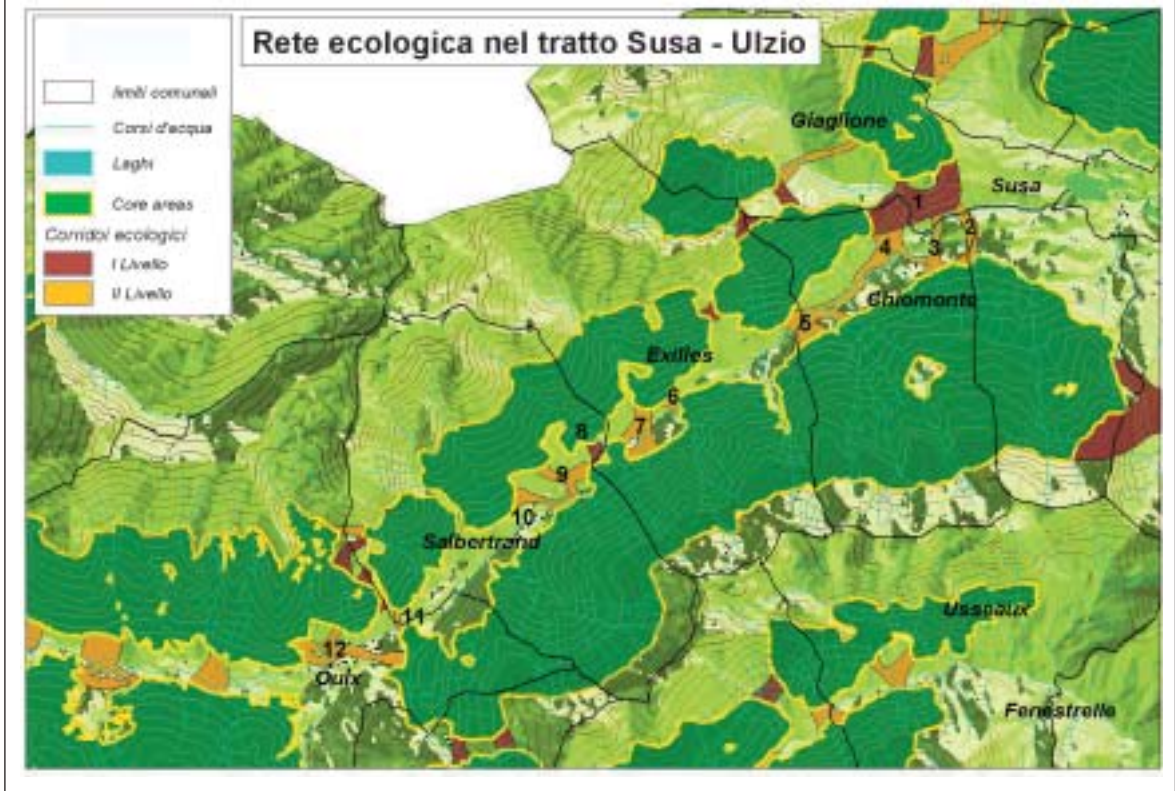 Rete ecologica nel tratto Susa - Ulzio
limiti comunali
Corsi d'acqua
Laghi
Core areas
Corridoi ecologici
I Livello
II Livello
Giaglione
Susa
1
2
3
4
Chiomonte
5
Exilles
6
7
8
9
10
Salbertrand
11
12
Oulx
Usseaux
Fenestrelle